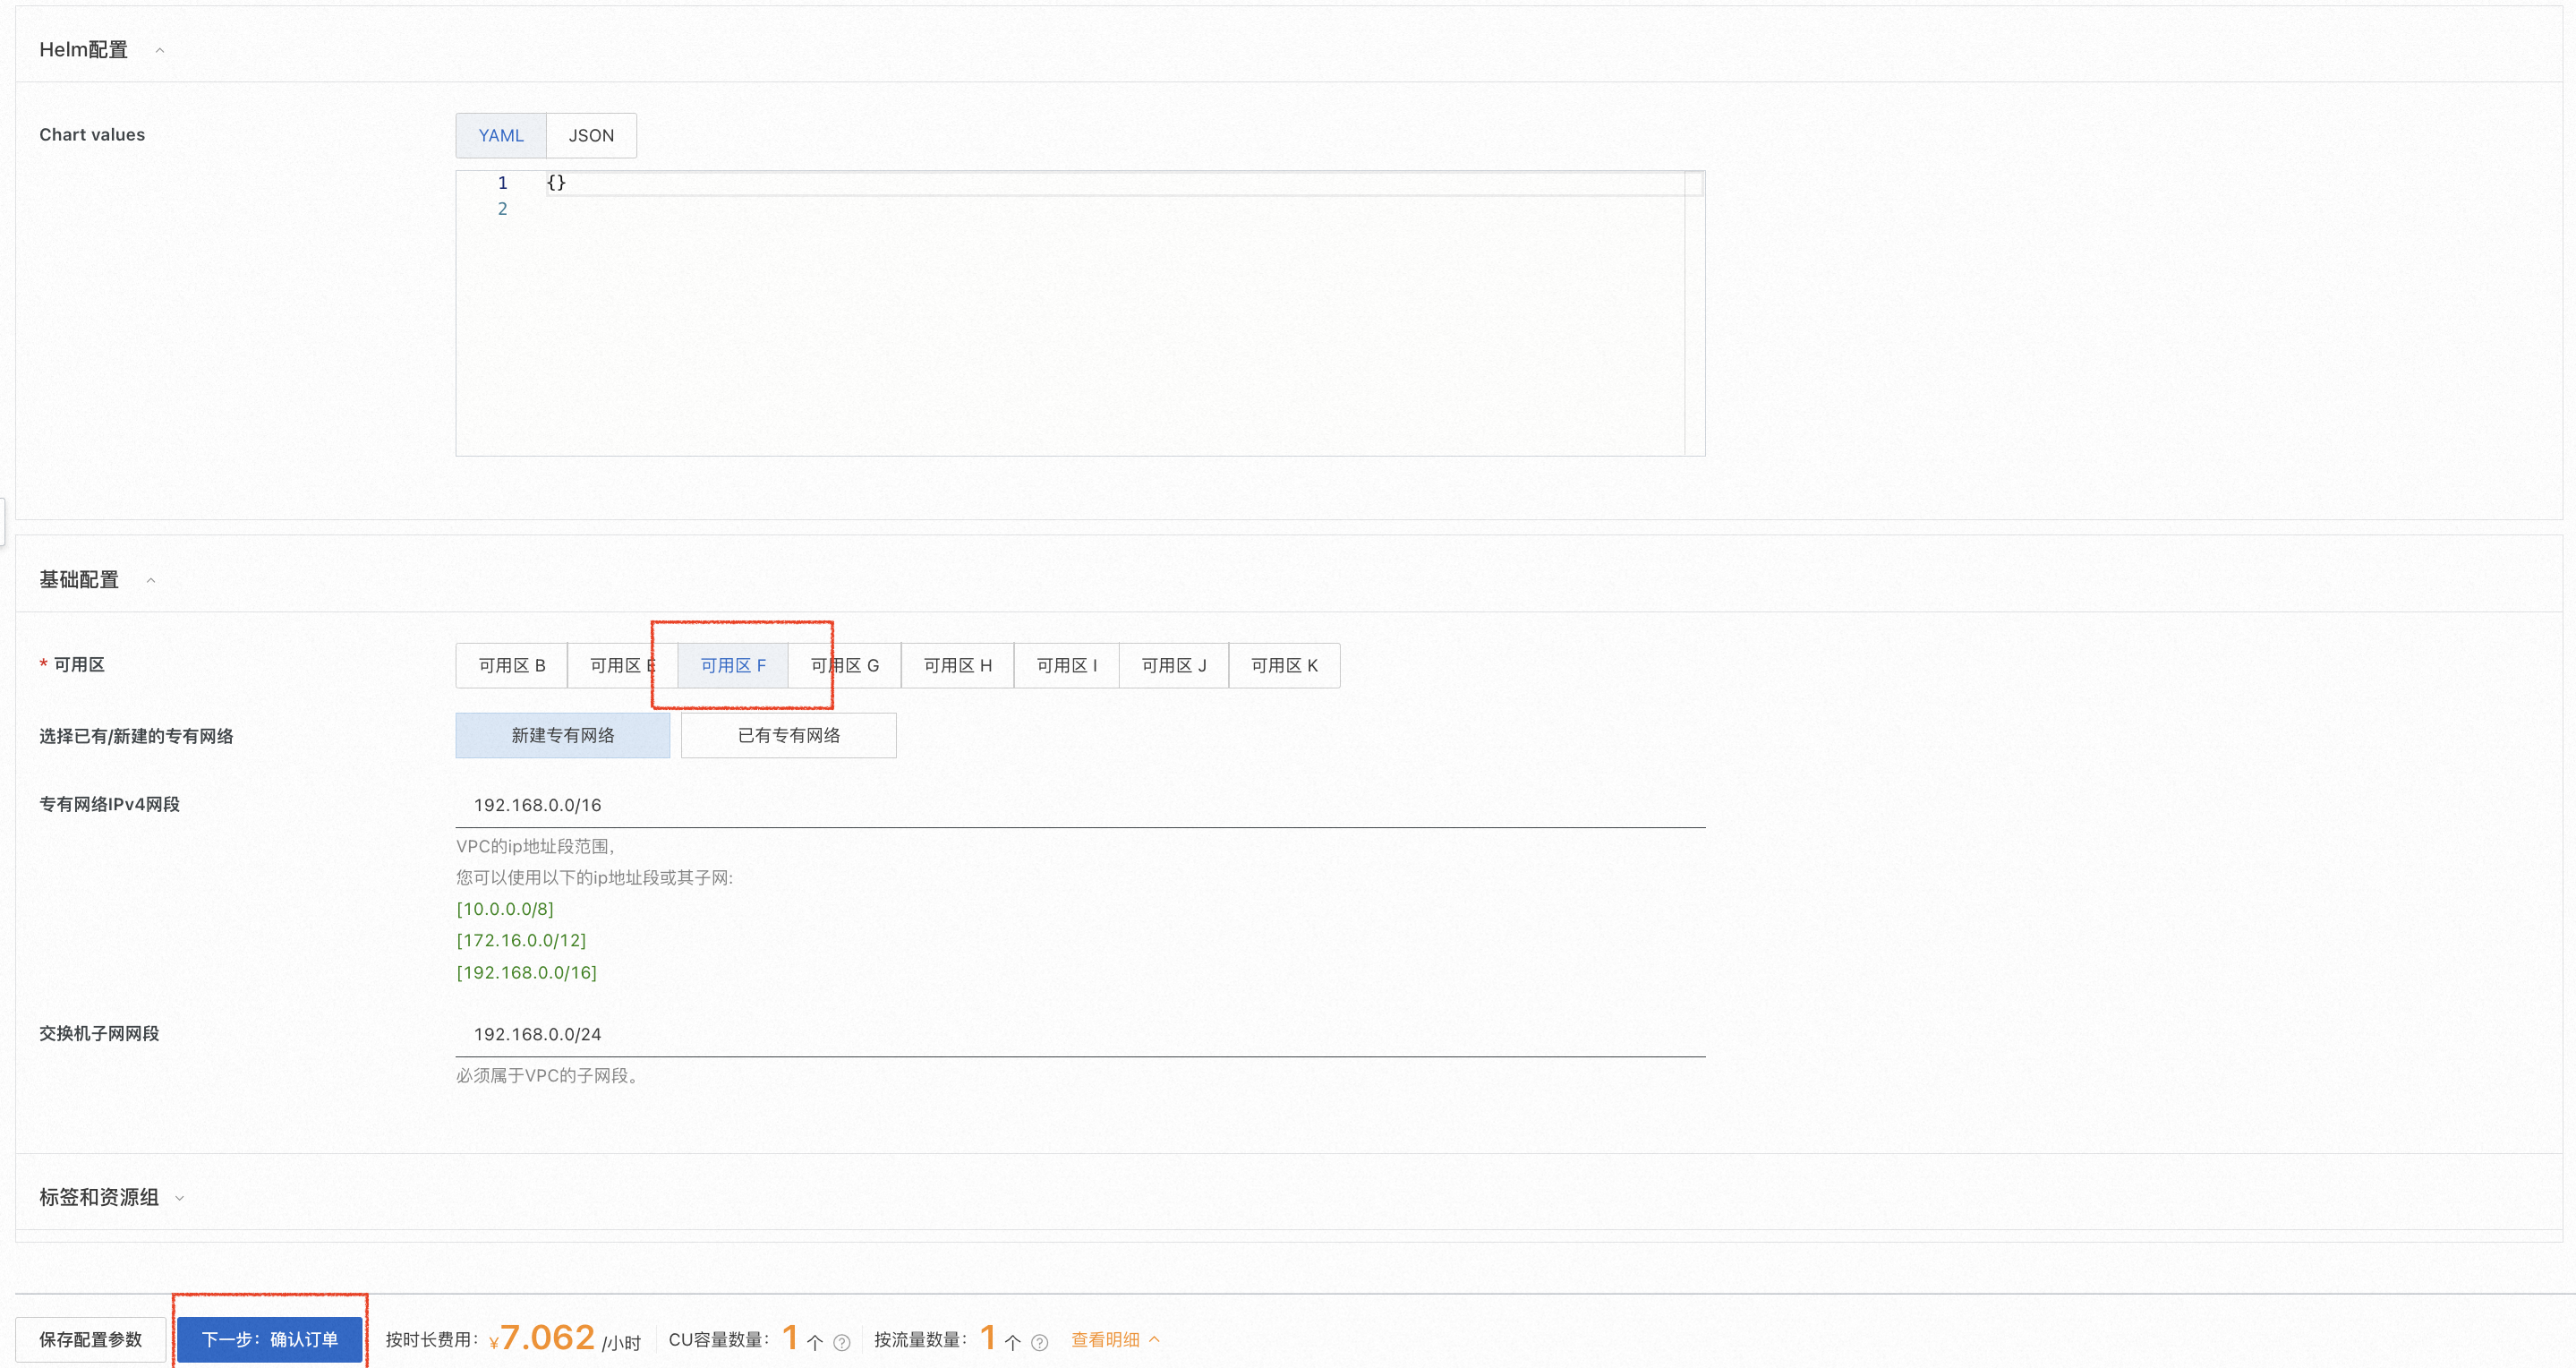 Helm配置
Chart values
YAML JSON
1 {}
2
基础配置
* 可用区 可用区 B 可用区 E 可用区 F 可用区 G 可用区 H 可用区 I 可用区 J 可用区 K
选择已有/新建的专有网络 新建专有网络 已有专有网络
专有网络IPv4网段 192.168.0.0/16
VPC的ip地址段范围,
您可以使用以下的ip地址段或其子网:
[10.0.0.0/8]
[172.16.0.0/12]
[192.168.0.0/16]
交换机子网网段 192.168.0.0/24
必须属于VPC的子网段。
标签和资源组
保存配置参数 下一步：确认订单 按时长费用： ¥7.062 /小时 CU容量数量： 1 个 ? 按流量数量： 1 个 ? 查看明细